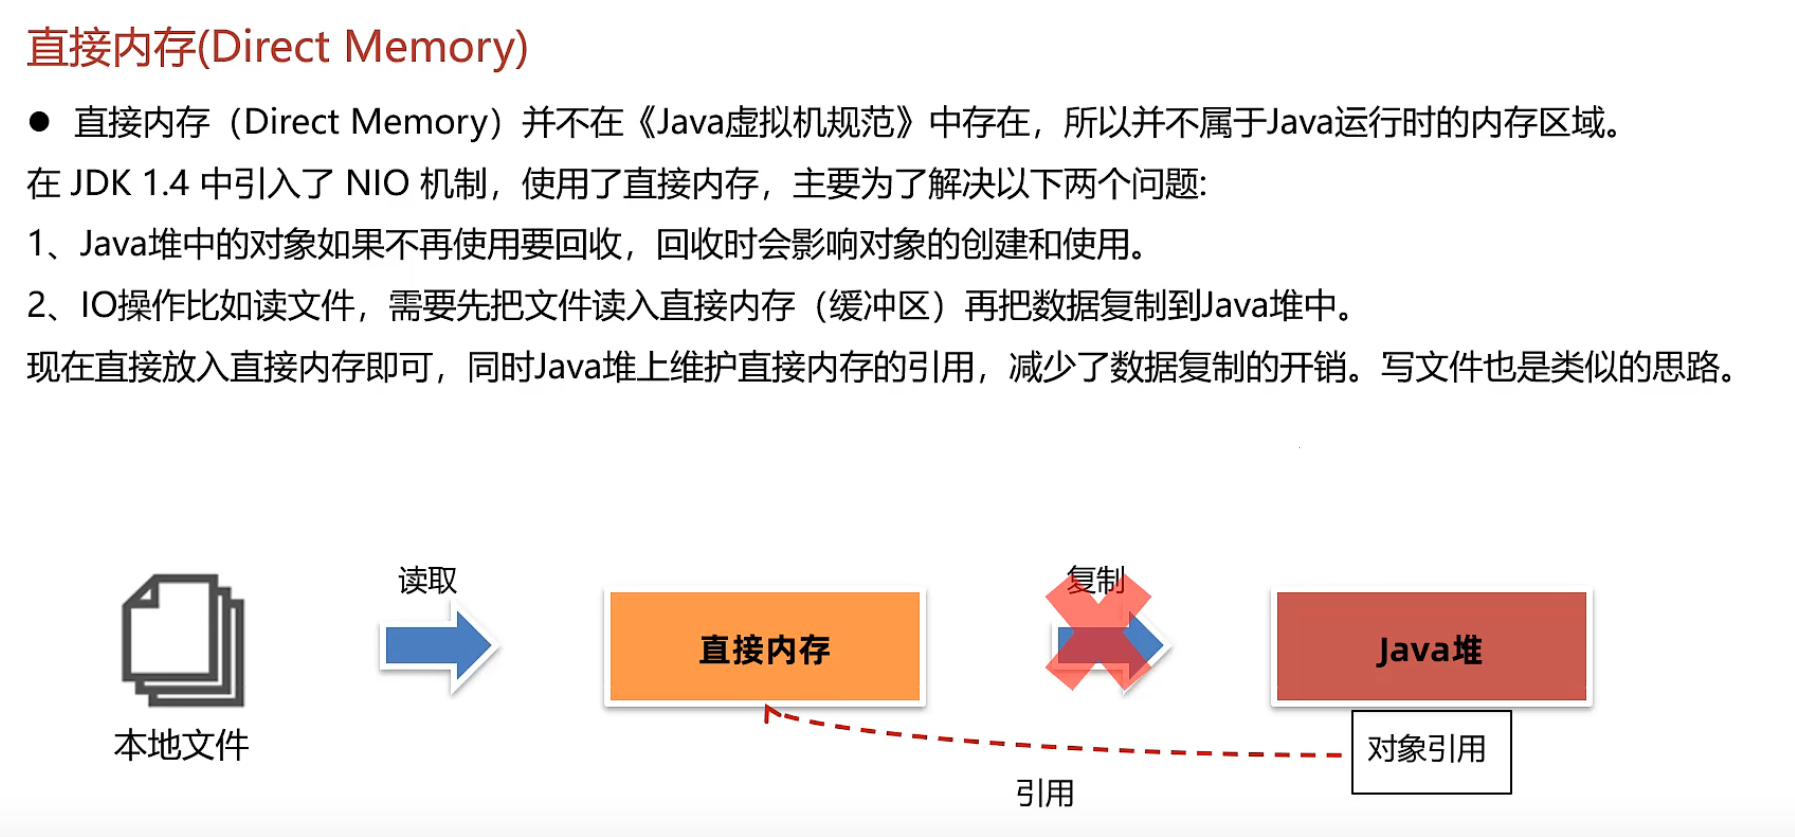 直接内存(Direct Memory)
● 直接内存（Direct Memory）并不在《Java虚拟机规范》中存在，所以并不属于Java运行时的内存区域。
在 JDK 1.4 中引入了 NIO 机制，使用了直接内存，主要为了解决以下两个问题:
1、Java堆中的对象如果不再使用要回收，回收时会影响对象的创建和使用。
2、IO操作比如读文件，需要先把文件读入直接内存（缓冲区）再把数据复制到Java堆中。
现在直接放入直接内存即可，同时Java堆上维护直接内存的引用，减少了数据复制的开销。写文件也是类似的思路。
读取
复制
直接内存
Java堆
本地文件
对象引用
引用